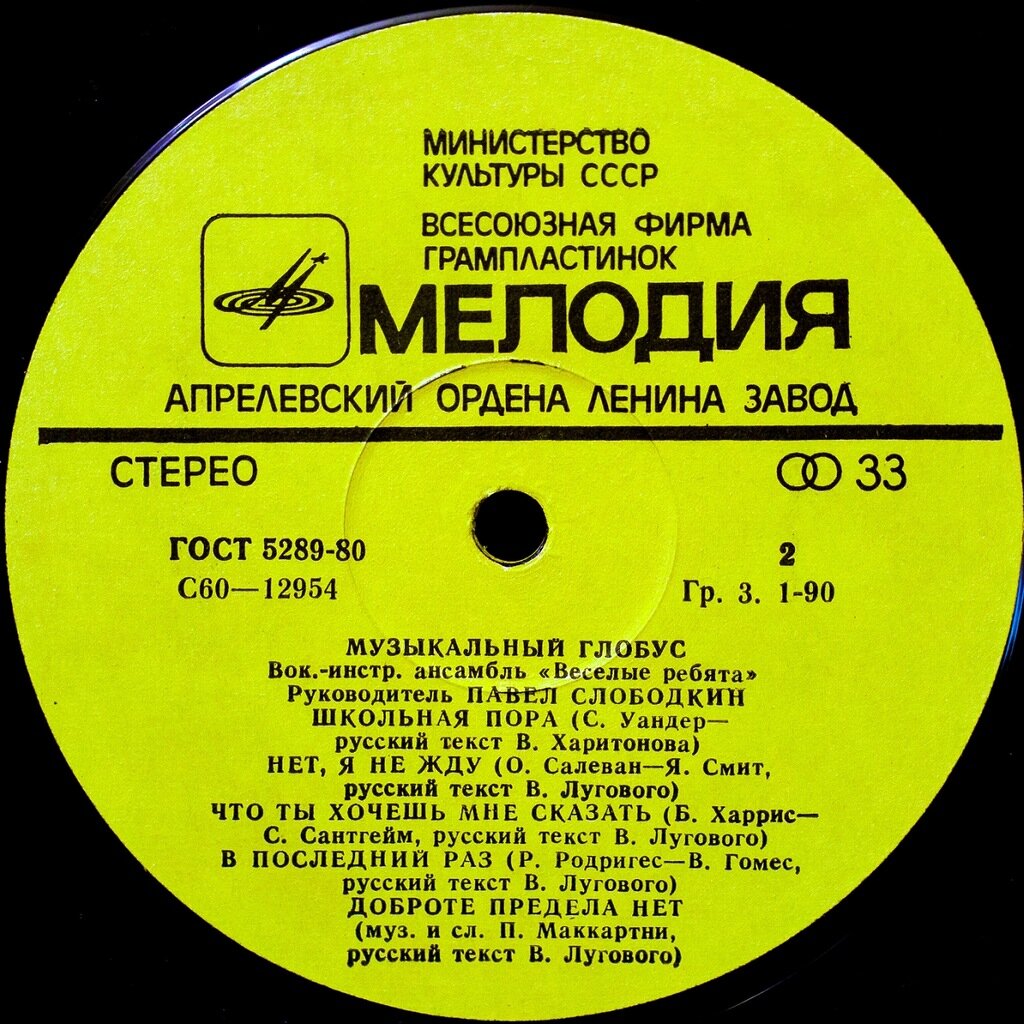 МИНИСТЕРСТВО
КУЛЬТУРЫ СССР
ВСЕСОЮЗНАЯ ФИРМА
ГРАМПЛАСТИНОК
МЕЛОДИЯ
АПРЕЛЕВСКИЙ ОРДЕНА ЛЕНИНА ЗАВОД
СТЕРЕО 33
ГОСТ 5289-80 2
С60—12954 Гр. 3. 1-90
МУЗЫКАЛЬНЫЙ ГЛОБУС
Вок.-инстр. ансамбль «Веселые ребята»
Руководитель ПАВЕЛ СЛОБОДКИН
ШКОЛЬНАЯ ПОРА (С. Уандер—
русский текст В. Харитонова)
НЕТ, Я НЕ ЖДУ (О. Салеван—Я. Смит,
русский текст В. Лугового)
ЧТО ТЫ ХОЧЕШЬ МНЕ СКАЗАТЬ (Б. Харрис—
С. Сантгейм, русский текст В. Лугового)
В ПОСЛЕДНИЙ РАЗ (Р. Родригес—В. Гомес,
русский текст В. Лугового)
ДОБРОТЕ ПРЕДЕЛА НЕТ
(муз. и сл. П. Маккартни,
русский текст В. Лугового)